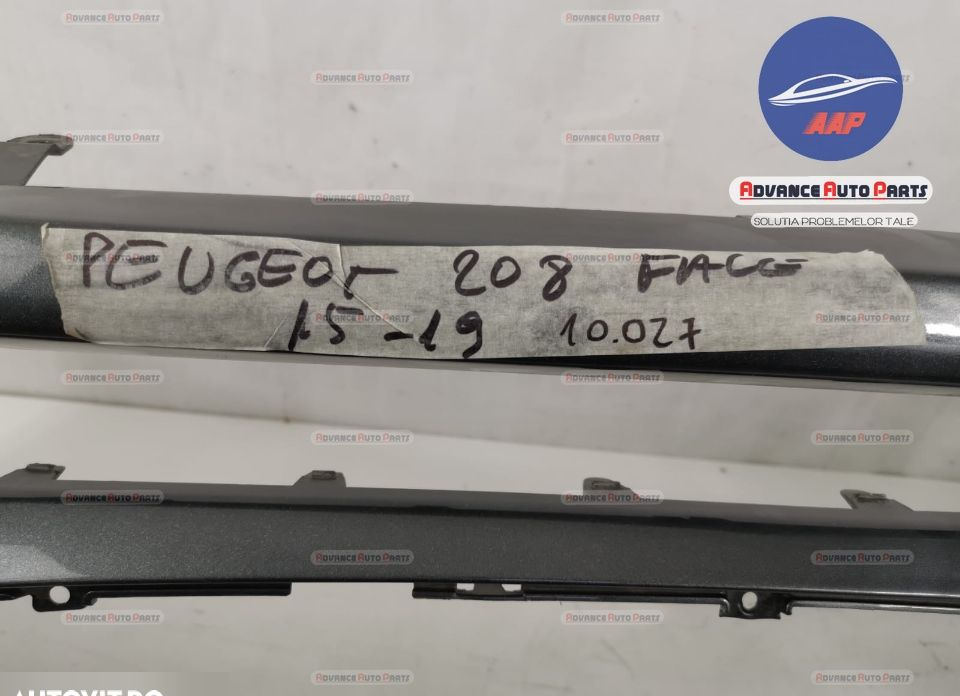 AAP
ADVANCE AUTO PARTS
SOLUTIA PROBLEMELOR TALE
PEUGEOT 208 FACE
15-19 10.027